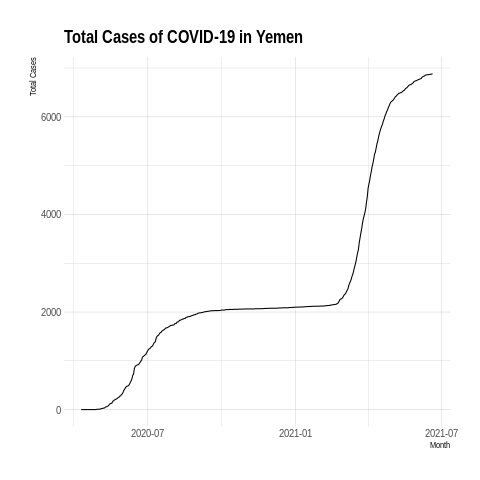 Total Cases of COVID-19 in Yemen
Total Cases
6000
4000
2000
0
2020-07
2021-01
2021-07
Month